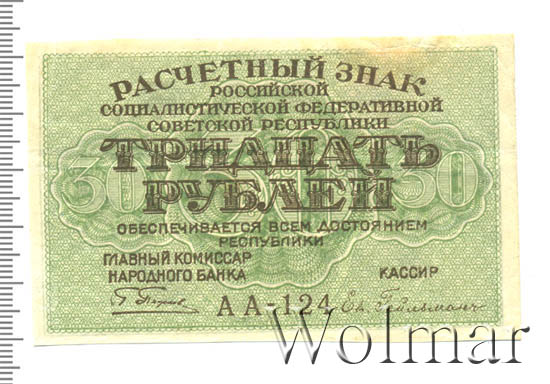 РАСЧЕТНЫЙ ЗНАК
РОССИЙСКОЙ
СОЦИАЛИСТИЧЕСКОЙ ФЕДЕРАТИВНОЙ
СОВЕТСКОЙ РЕСПУБЛИКИ
30 ТРИДЦАТЬ 30
РУБЛЕЙ
ОБЕСПЕЧИВАЕТСЯ ВСЕМ ДОСТОЯНИЕМ
РЕСПУБЛИКИ
ГЛАВНЫЙ КОМИССАР
НАРОДНОГО БАНКА
КАССИР
АА-124
Wolmar